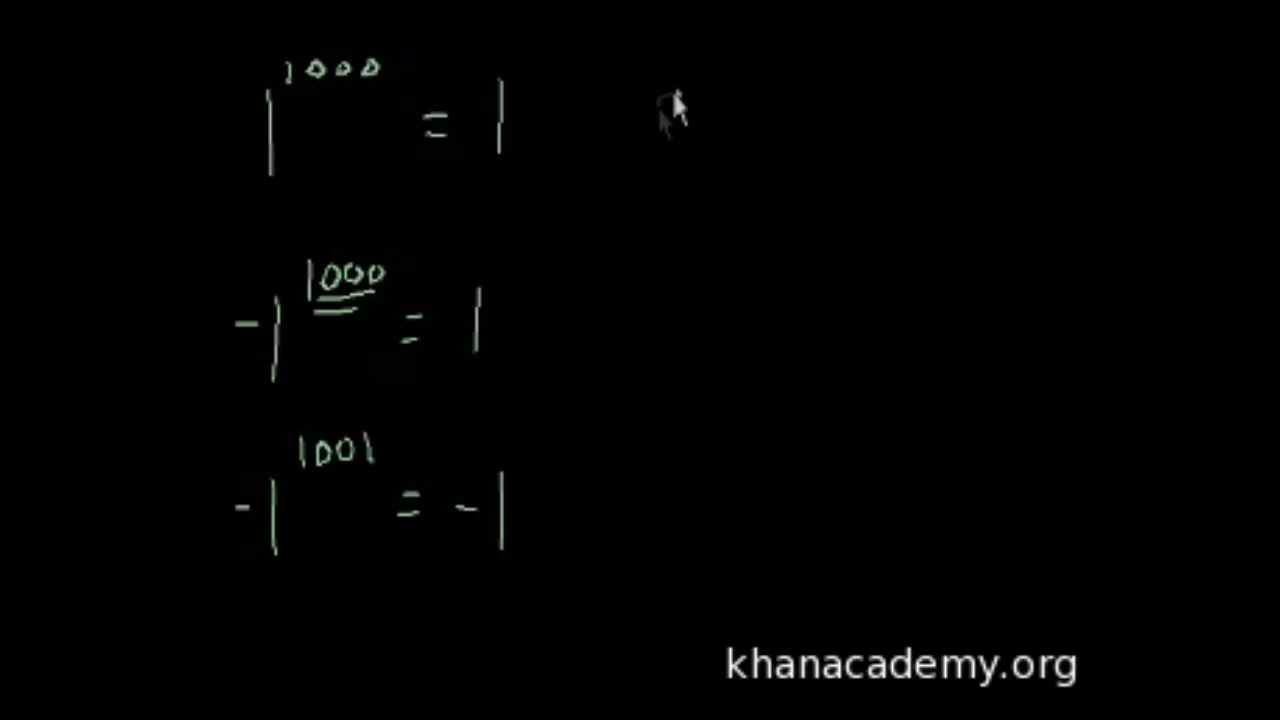 1^1000 = 1
-1^1000 = 1
-1^1001 = -1
khanacademy.org